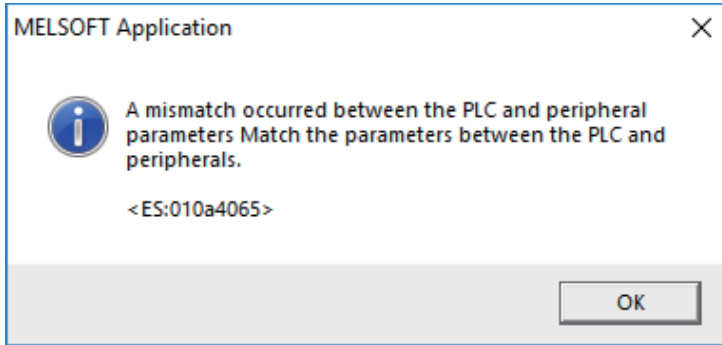 MELSOFT Application
A mismatch occurred between the PLC and peripheral
parameters Match the parameters between the PLC and
peripherals.
<ES:010a4065>
OK